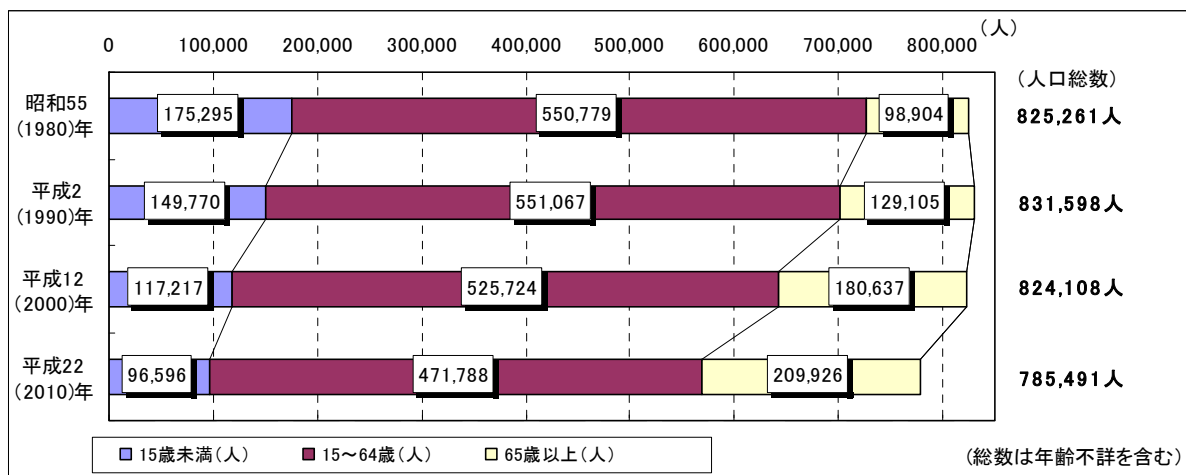 (人)
0 100,000 200,000 300,000 400,000 500,000 600,000 700,000 800,000
(人口総数)
昭和55
(1980)年
175,295 550,779 98,904 825,261人
平成2
(1990)年
149,770 551,067 129,105 831,598人
平成12
(2000)年
117,217 525,724 180,637 824,108人
平成22
(2010)年
96,596 471,788 209,926 785,491人
15歳未満(人) 15～64歳(人) 65歳以上(人)
(総数は年齢不詳を含む)